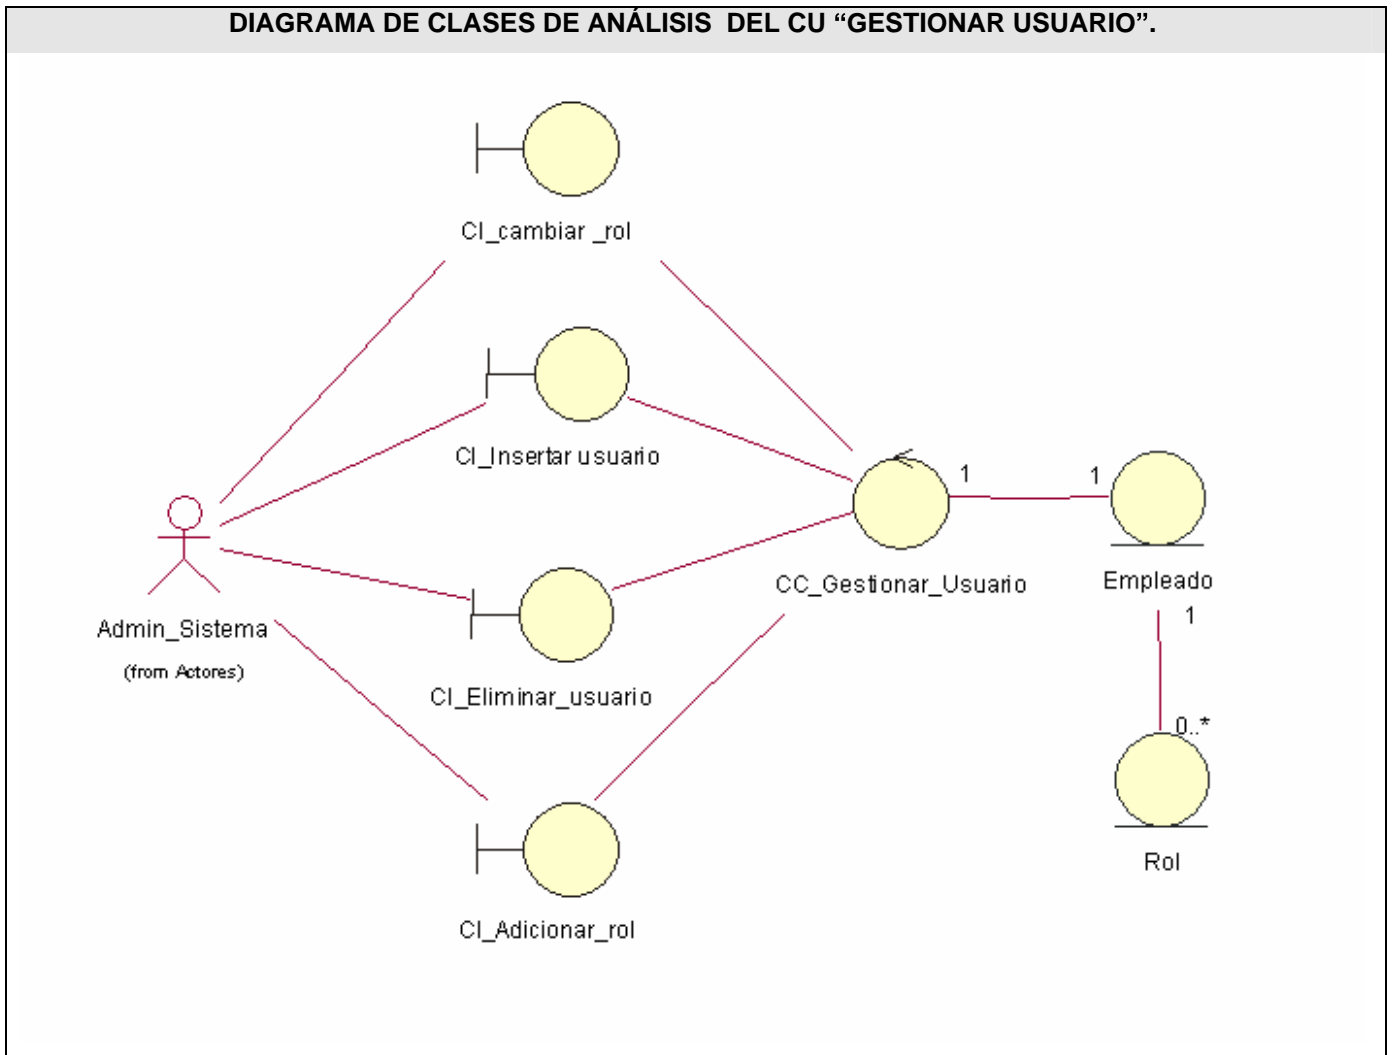 DIAGRAMA DE CLASES DE ANÁLISIS DEL CU “GESTIONAR USUARIO”.
CI_cambiar _rol
CI_Insertar usuario
1
1
CC_Gestionar_Usuario
Empleado
1
Admin_Sistema
(from Actores)
CI_Eliminar_usuario
0..*
Rol
CI_Adicionar_rol